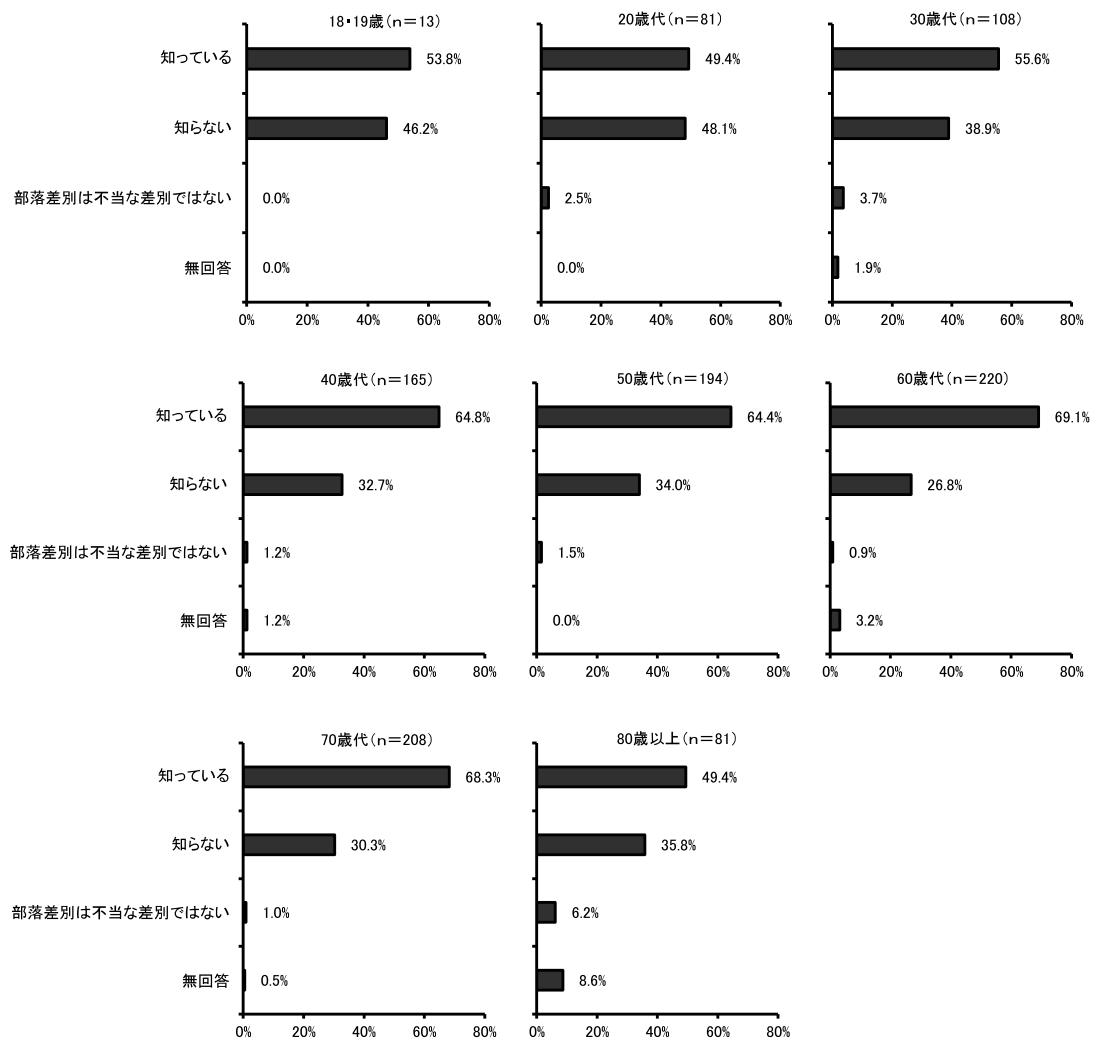 18・19歳(n=13)
知っている
53.8%
知らない
46.2%
部落差別は不当な差別ではない
0.0%
無回答
0.0%
0% 20% 40% 60% 80%
20歳代(n=81)
49.4%
48.1%
2.5%
0.0%
0% 20% 40% 60% 80%
30歳代(n=108)
55.6%
38.9%
3.7%
1.9%
0% 20% 40% 60% 80%
40歳代(n=165)
知っている
64.8%
知らない
32.7%
部落差別は不当な差別ではない
1.2%
無回答
1.2%
0% 20% 40% 60% 80%
50歳代(n=194)
64.4%
34.0%
1.5%
0.0%
0% 20% 40% 60% 80%
60歳代(n=220)
69.1%
26.8%
0.9%
3.2%
0% 20% 40% 60% 80%
70歳代(n=208)
知っている
68.3%
知らない
30.3%
部落差別は不当な差別ではない
1.0%
無回答
0.5%
0% 20% 40% 60% 80%
80歳以上(n=81)
49.4%
35.8%
6.2%
8.6%
0% 20% 40% 60% 80%